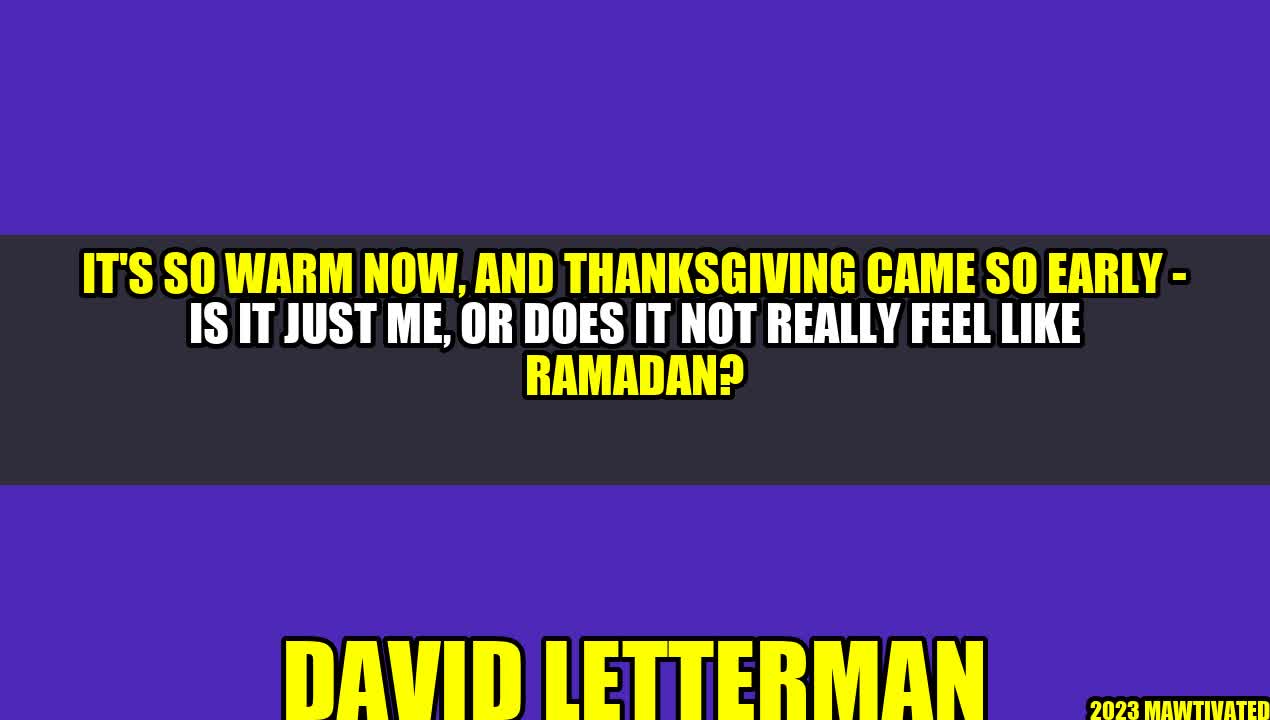 IT'S SO WARM NOW, AND THANKSGIVING CAME SO EARLY -
IS IT JUST ME, OR DOES IT NOT REALLY FEEL LIKE
RAMADAN?
DAVID LETTERMAN
2023 MAWTIVATED